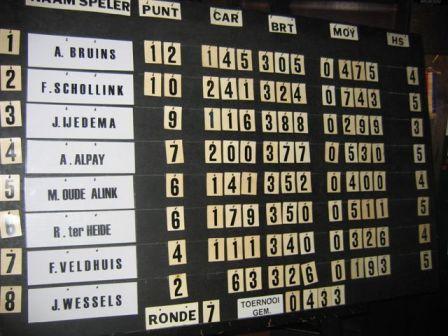 NAAM SPELER PUNT CAR BRT MOY HS
1 A. BRUINS 12 145 305 0475 4
2 F. SCHOLLINK 10 241 324 0743 5
3 J. IJEDEMA 9 116 388 0299 4
4 A. ALPAY 7 200 377 0530 5
5 M. OUDE ALINK 6 141 352 0400 4
6 R. ter HEIDE 6 179 350 0511 5
7 F. VELDHUIS 4 111 340 0326 4
8 J. WESSELS 2 63 326 0193 5
RONDE 7 TOERNOOI GEM. 0433